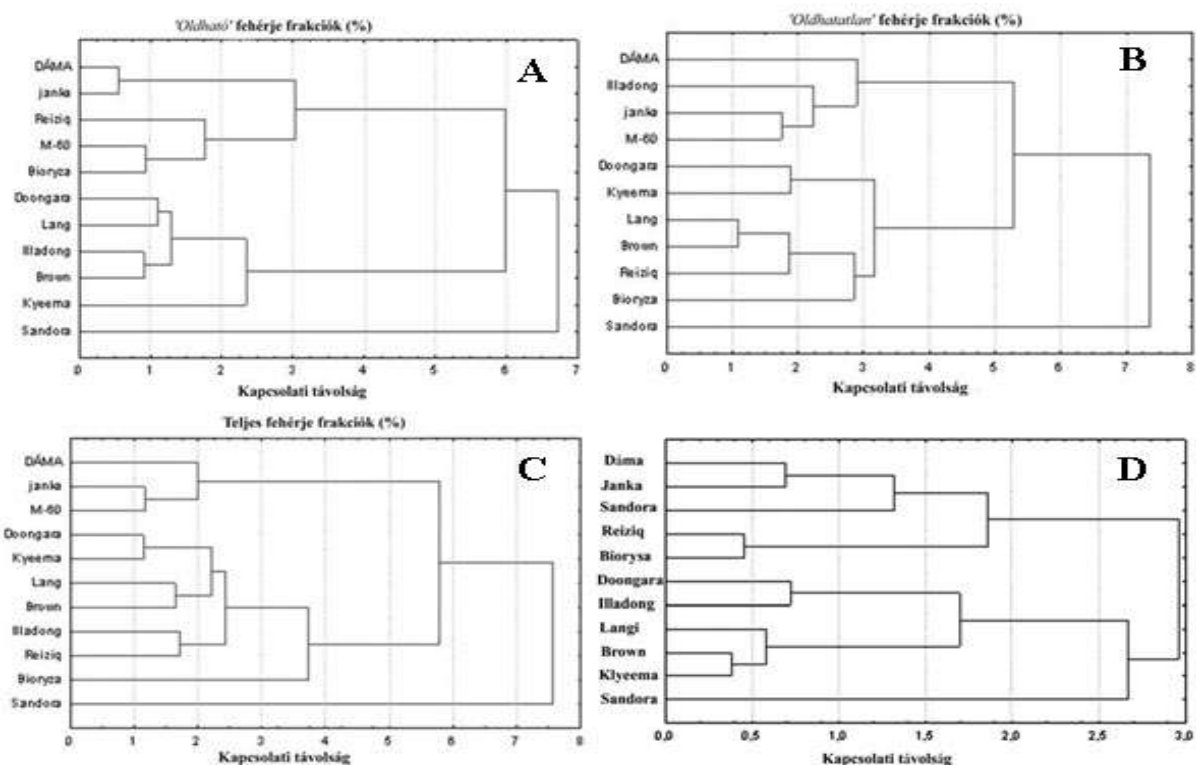 'Oldható' fehérje frakciók (%)
A
DÁMA
janka
Reiziq
M-60
Bioryza
Doongara
Lang
Illadong
Brown
Kyeema
Sandora
0 1 2 3 4 5 6 7
Kapcsolati távolság
'Oldhatatlan' fehérje frakciók (%)
B
DÁMA
Illadong
janka
M-60
Doongara
Kyeema
Lang
Brown
Reiziq
Bioryza
Sandora
0 1 2 3 4 5 6 7 8
Kapcsolati távolság
Teljes fehérje frakciók (%)
C
DÁMA
janka
M-60
Doongara
Kyeema
Lang
Brown
Illadong
Reiziq
Bioryza
Sandora
0 1 2 3 4 5 6 7 8
Kapcsolati távolság
D
Dáma
Janka
Sandora
Reiziq
Biorysa
Doongara
Illadong
Langi
Brown
Klyeema
Sandora
0,0 0,5 1,0 1,5 2,0 2,5 3,0
Kapcsolati távolság